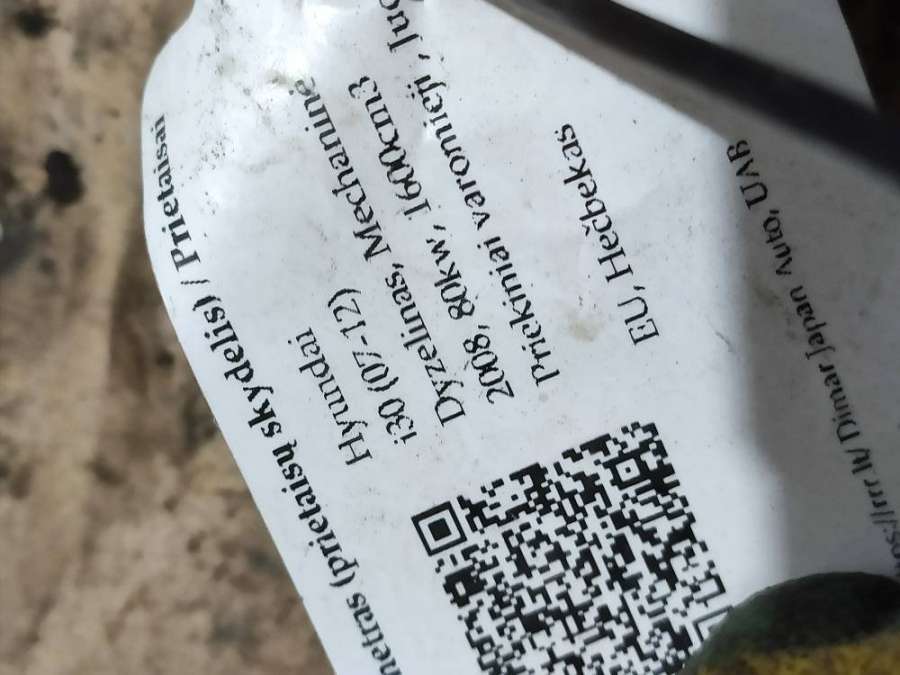 (prietaisų skydelis) / Prietaisai
Hyundai
i30 (07-12)
Dyzelinas, Mechaninė
2008, 80kw, 1600cm3
Priekiniai varomieji,
EU, Hečbekas
Dimar Japan Auto, UAB